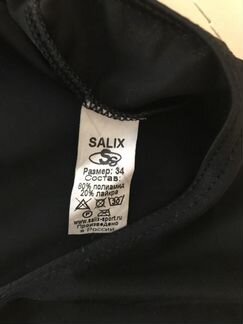 SALIX
Размер: 34
Состав:
80% полиамид
20% лайкра
www.salix-sport.ru
Произведено
в России